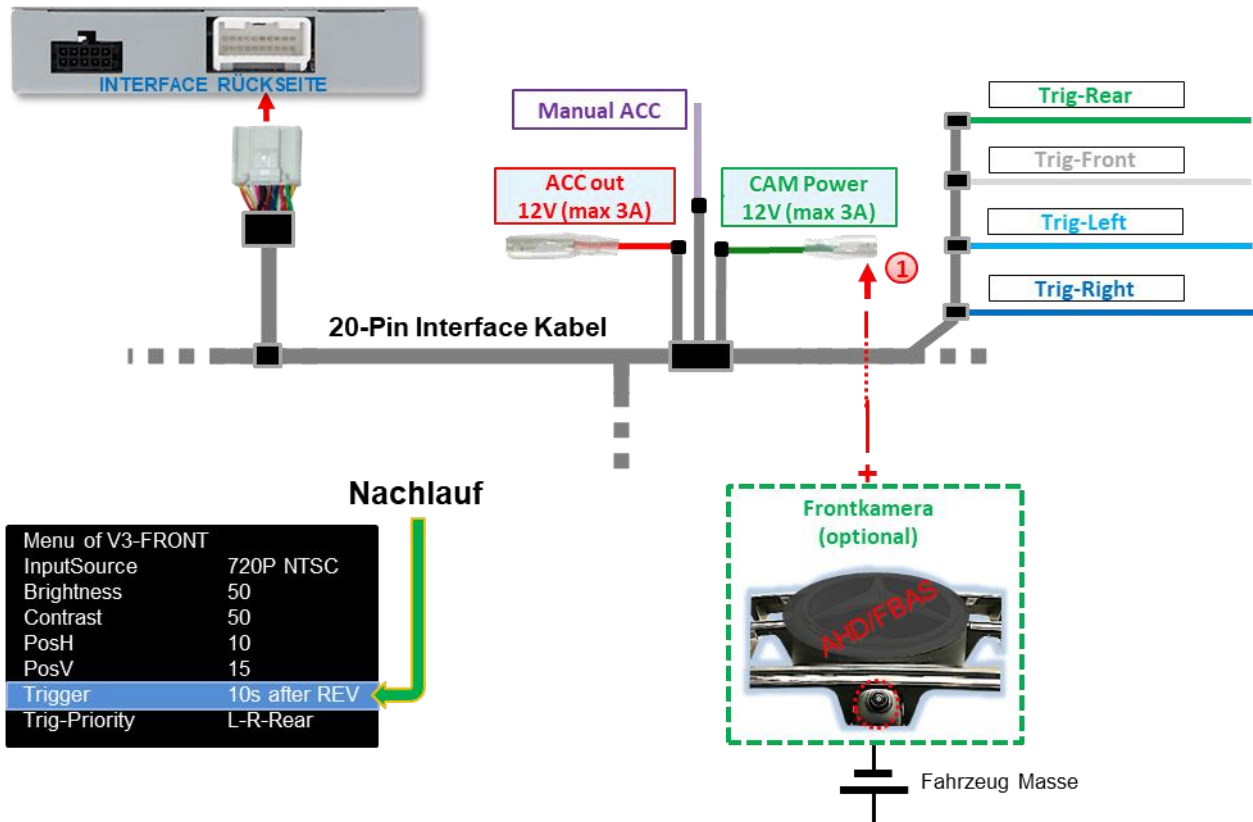 INTERFACE RÜCKSEITE
Manual ACC
ACC out
12V (max 3A)
CAM Power
12V (max 3A)
1
Trig-Rear
Trig-Front
Trig-Left
Trig-Right
20-Pin Interface Kabel
Nachlauf
Menu of V3-FRONT
InputSource 720P NTSC
Brightness 50
Contrast 50
PosH 10
PosV 15
Trigger 10s after REV
Trig-Priority L-R-Rear
+
Frontkamera
(optional)
AHD/FBAS
Fahrzeug Masse